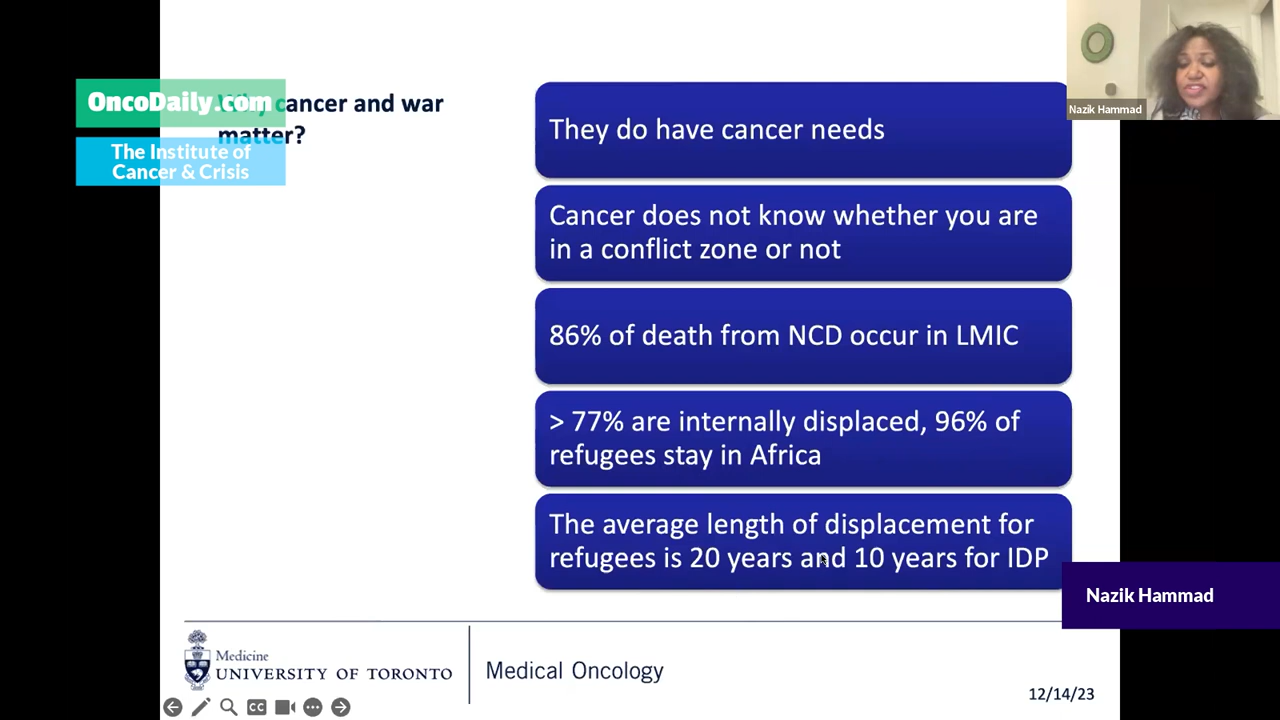 OncoDaily.com
The Institute of
Cancer & Crisis
Why cancer and war
matter?
They do have cancer needs
Cancer does not know whether you are
in a conflict zone or not
86% of death from NCD occur in LMIC
> 77% are internally displaced, 96% of
refugees stay in Africa
The average length of displacement for
refugees is 20 years and 10 years for IDP
Nazik Hammad
Nazik Hammad
Medicine
UNIVERSITY OF TORONTO
Medical Oncology
12/14/23
CC